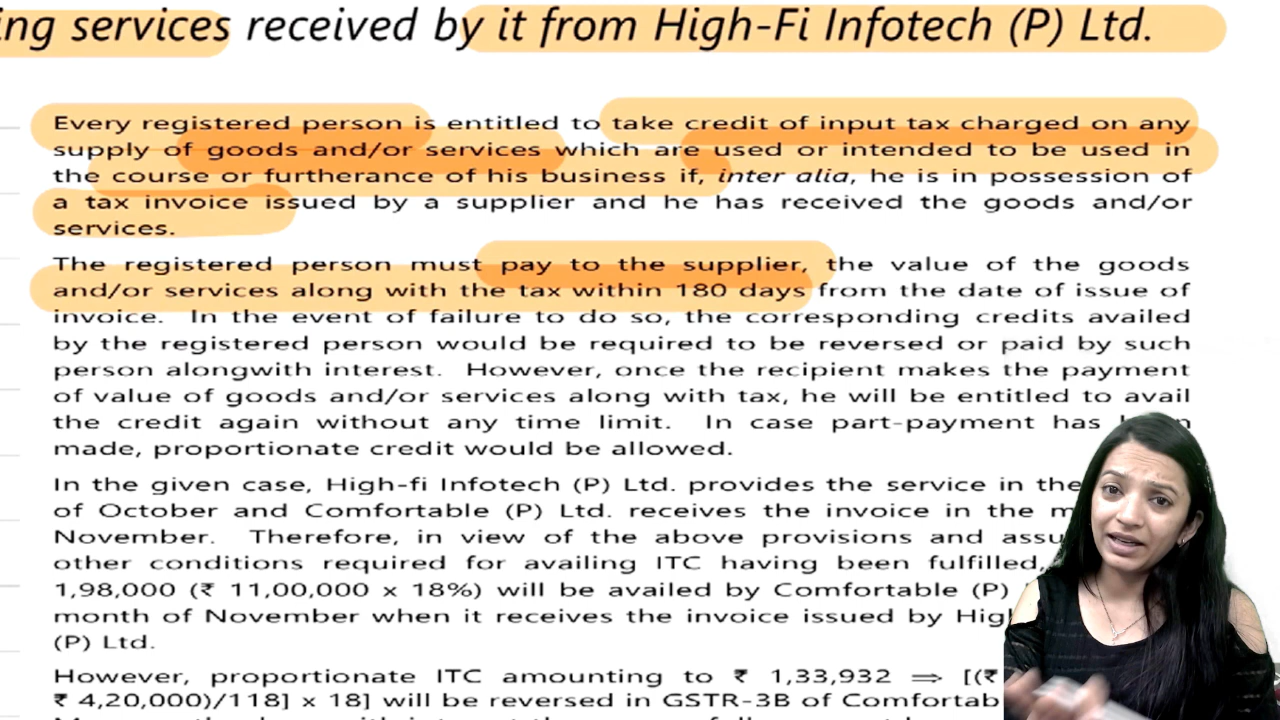 ing services received by it from High-Fi Infotech (P) Ltd.
Every registered person is entitled to take credit of input tax charged on any
supply of goods and/or services which are used or intended to be used in
the course or furtherance of his business if, inter alia, he is in possession of
a tax invoice issued by a supplier and he has received the goods and/or
services.
The registered person must pay to the supplier, the value of the goods
and/or services along with the tax within 180 days from the date of issue of
invoice. In the event of failure to do so, the corresponding credits availed
by the registered person would be required to be reversed or paid by such
person alongwith interest. However, once the recipient makes the payment
of value of goods and/or services along with tax, he will be entitled to avail
the credit again without any time limit. In case part-payment has
made, proportionate credit would be allowed.
In the given case, High-fi Infotech (P) Ltd. provides the service in the
of October and Comfortable (P) Ltd. receives the invoice in the
November. Therefore, in view of the above provisions and
other conditions required for availing ITC having been fulfilled,
1,98,000 (₹ 11,00,000 x 18%) will be availed by Comfortable (P)
month of November when it receives the invoice issued by
(P) Ltd.
However, proportionate ITC amounting to ₹ 1,33,932 ⇒ [(₹
₹ 4,20,000)/118] x 18] will be reversed in GSTR-3B of